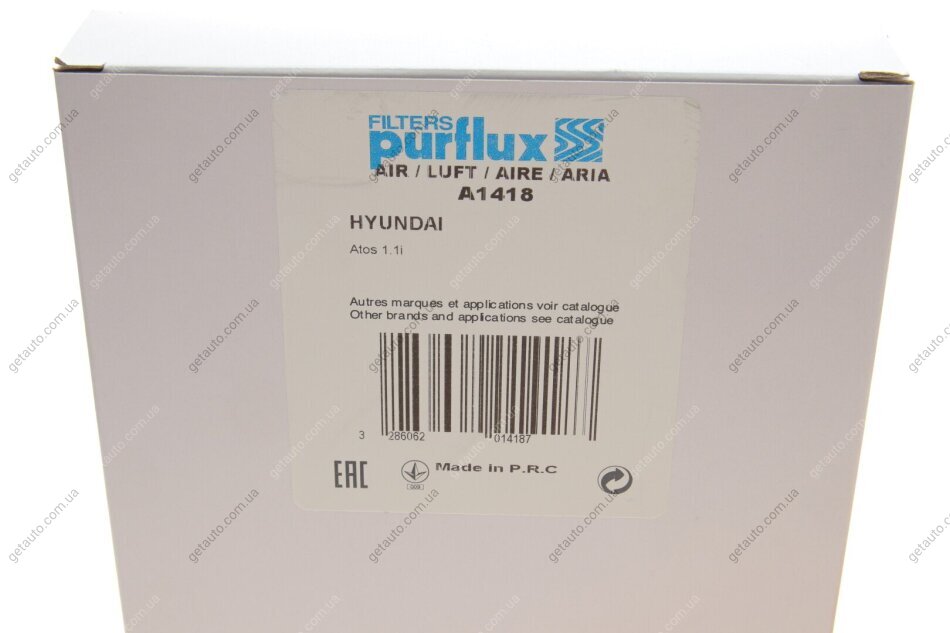 FILTERS
purflux
AIR / LUFT / AIRE / ARIA
A1418
HYUNDAI
Atos 1.1i
Autres marques et applications voir catalogue
Other brands and applications see catalogue
3 286062 014187
EAC
Made in P.R.C
getauto.com.ua